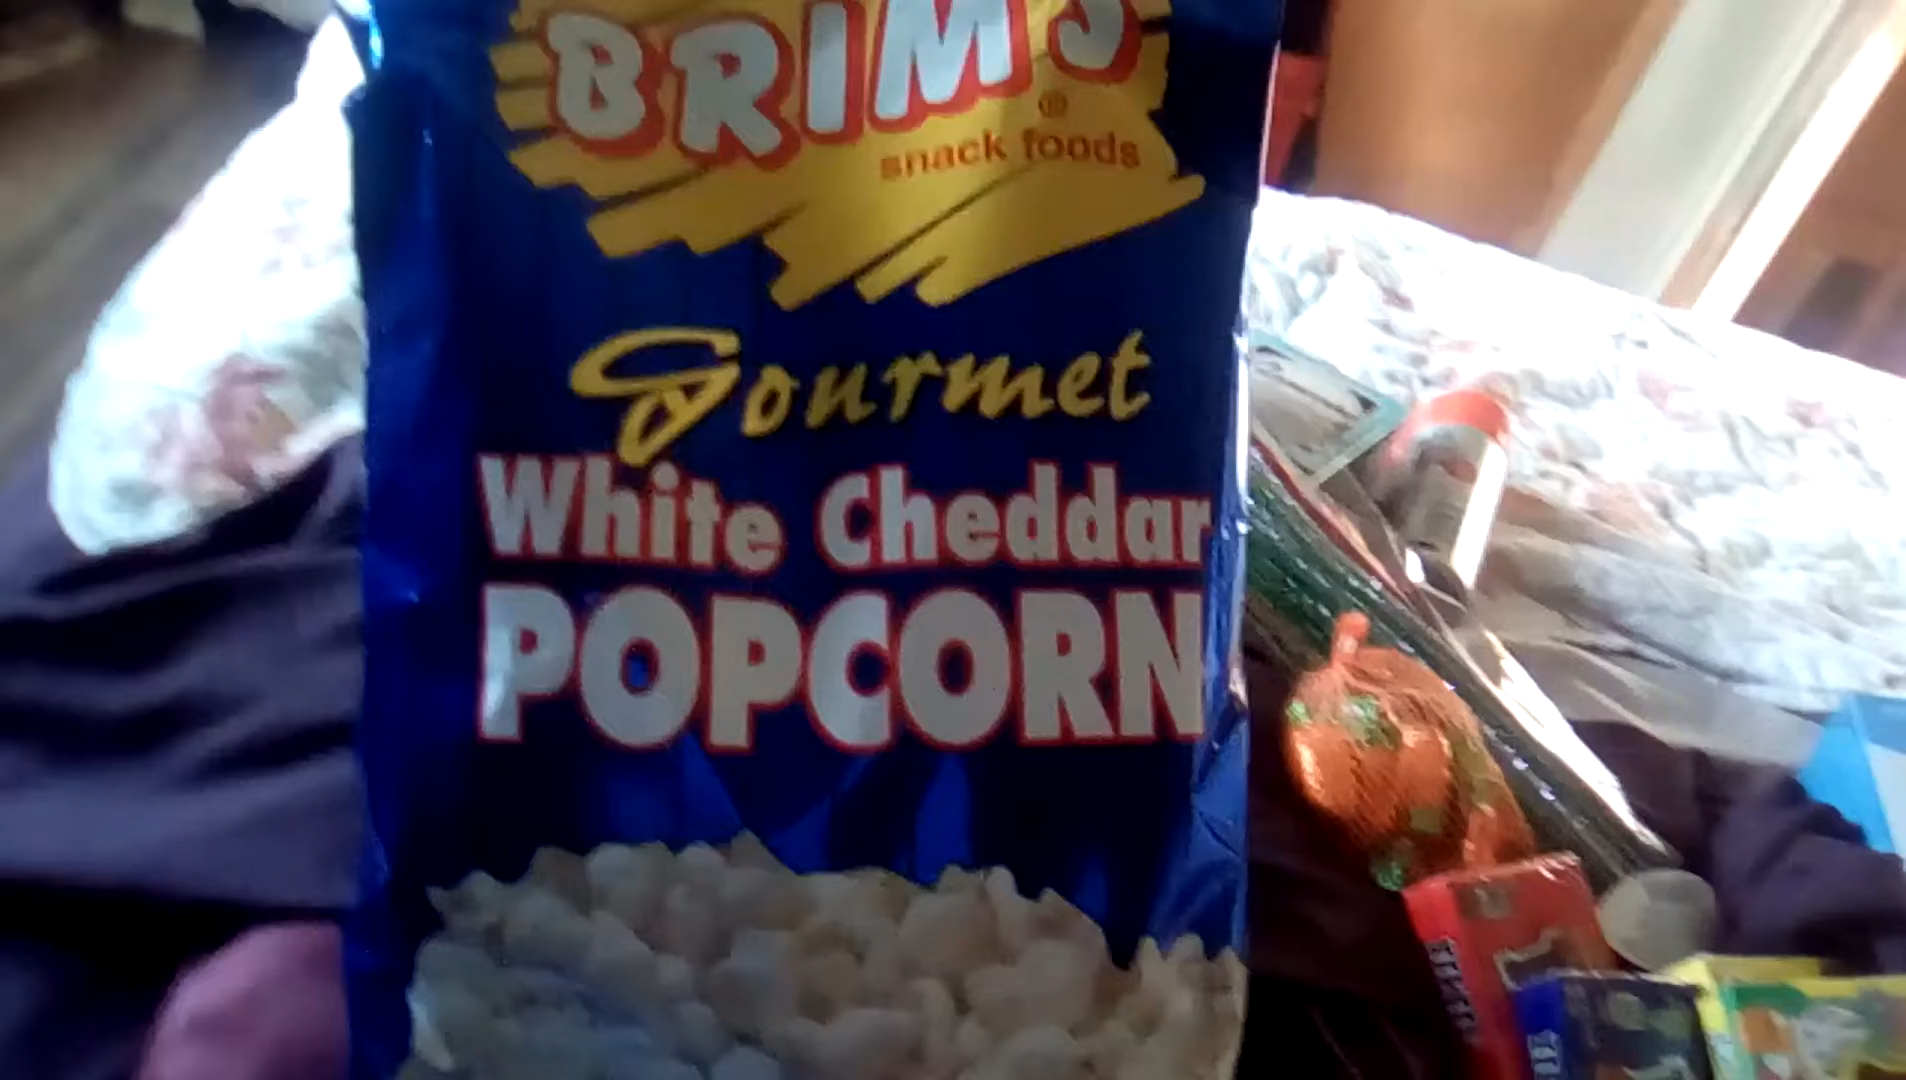 BRIM'S
®
snack foods
Gourmet
White Cheddar
POPCORN